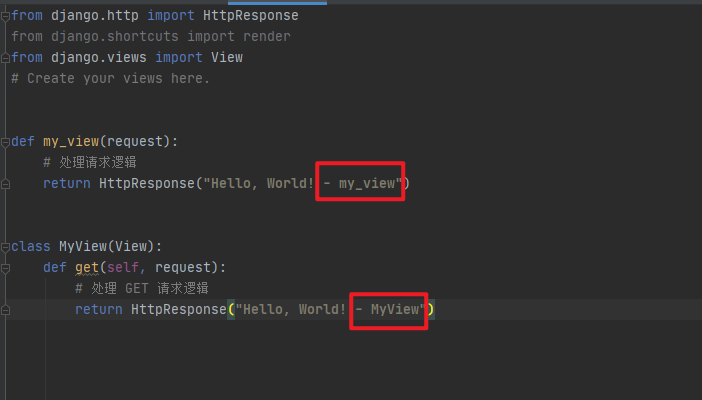 from django.http import HttpResponse
from django.shortcuts import render
from django.views import View
# Create your views here.
def my_view(request):
# 处理请求逻辑
return HttpResponse("Hello, World! - my_view")
class MyView(View):
def get(self, request):
# 处理 GET 请求逻辑
return HttpResponse("Hello, World! - MyView")